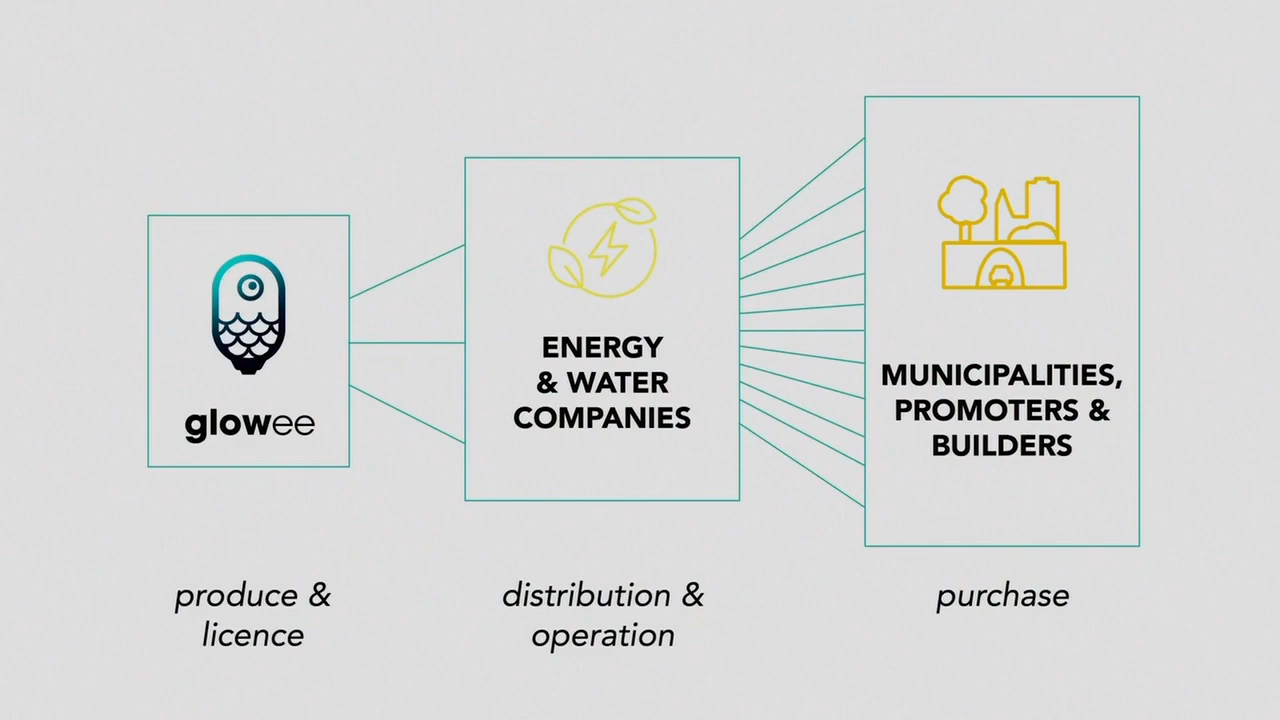 glowee
ENERGY
& WATER
COMPANIES
MUNICIPALITIES,
PROMOTERS &
BUILDERS
produce &
licence
distribution &
operation
purchase